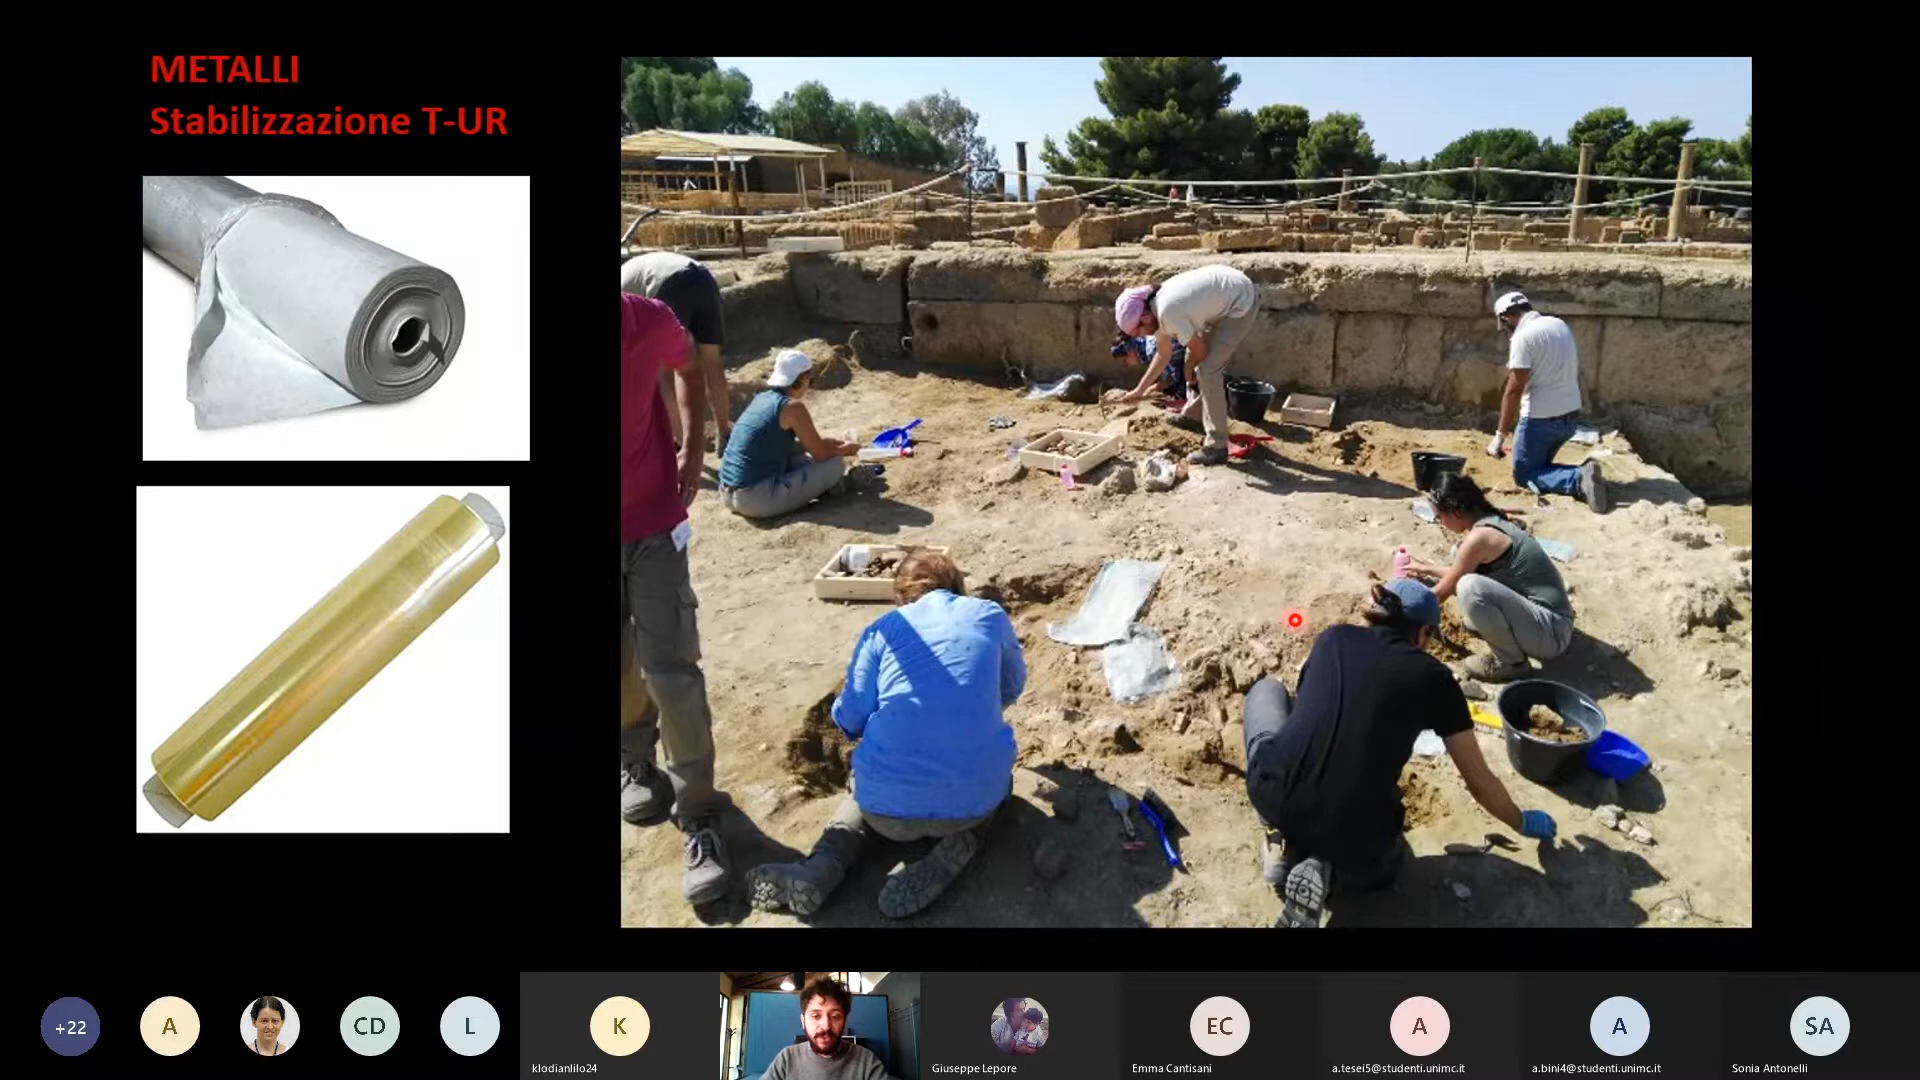 METALLI
Stabilizzazione T-UR
+22
A
CD
L
K
EC
A
A
SA
klodianlilo24
Giuseppe Lepore
Emma Cantisani
a.tesei5@studenti.unimc.it
a.bini4@studenti.unimc.it
Sonia Antonelli